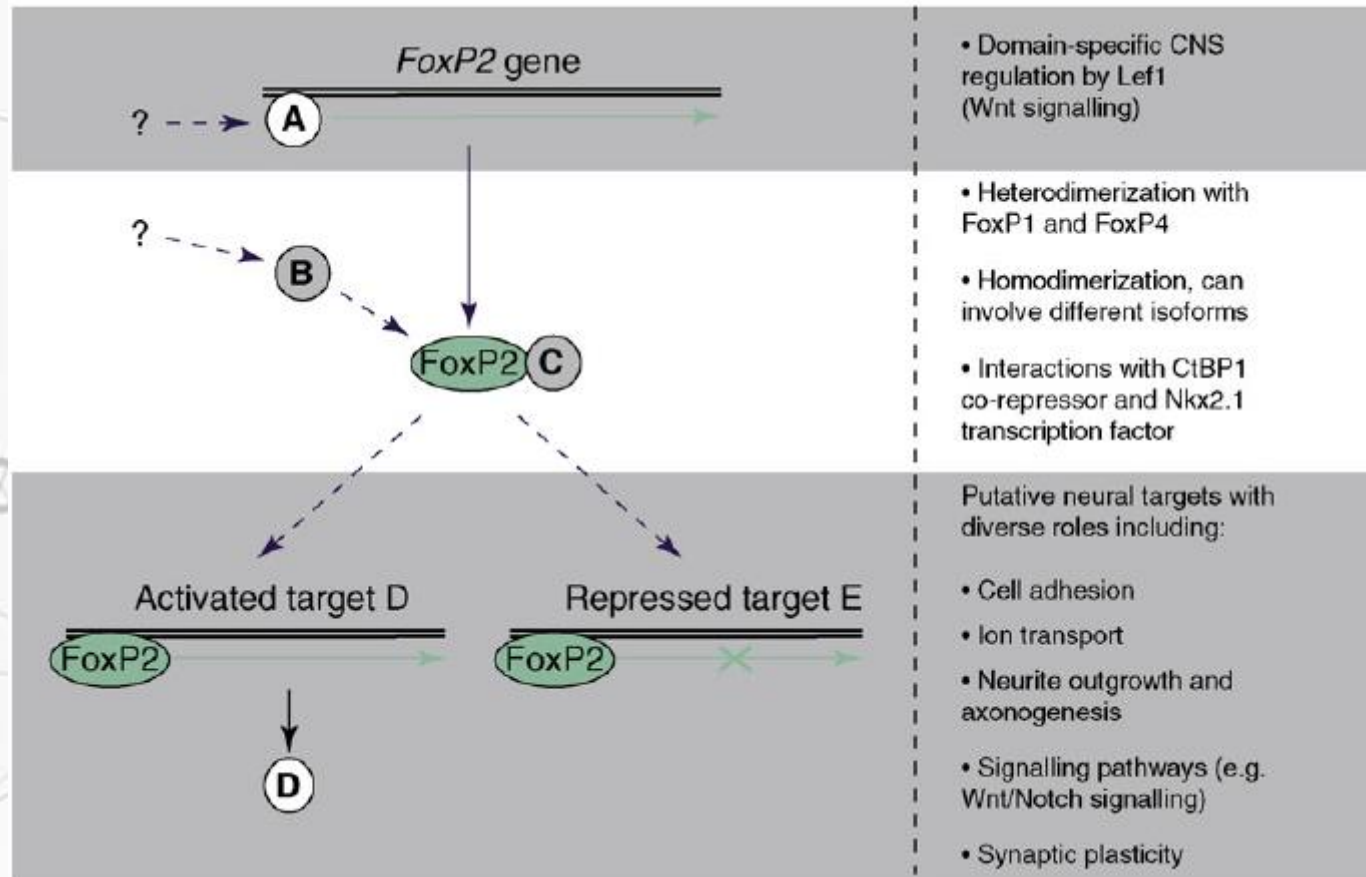 FoxP2 gene
A
?
?
B
FoxP2
C
Activated target D
Repressed target E
FoxP2
FoxP2
D
• Domain-specific CNS
regulation by Lef1
(Wnt signalling)
• Heterodimerization with
FoxP1 and FoxP4
• Homodimerization, can
involve different isoforms
• Interactions with CtBP1
co-repressor and Nkx2.1
transcription factor
Putative neural targets with
diverse roles including:
• Cell adhesion
• Ion transport
• Neurite outgrowth and
axonogenesis
• Signalling pathways (e.g.
Wnt/Notch signalling)
• Synaptic plasticity